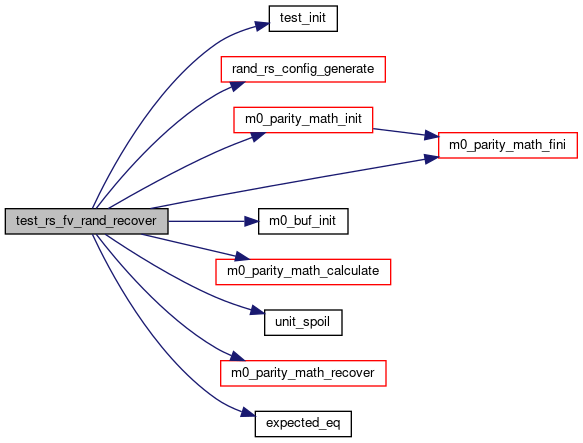 test_init
rand_rs_config_generate
m0_parity_math_init
m0_parity_math_fini
test_rs_fv_rand_recover
m0_buf_init
m0_parity_math_calculate
unit_spoil
m0_parity_math_recover
expected_eq